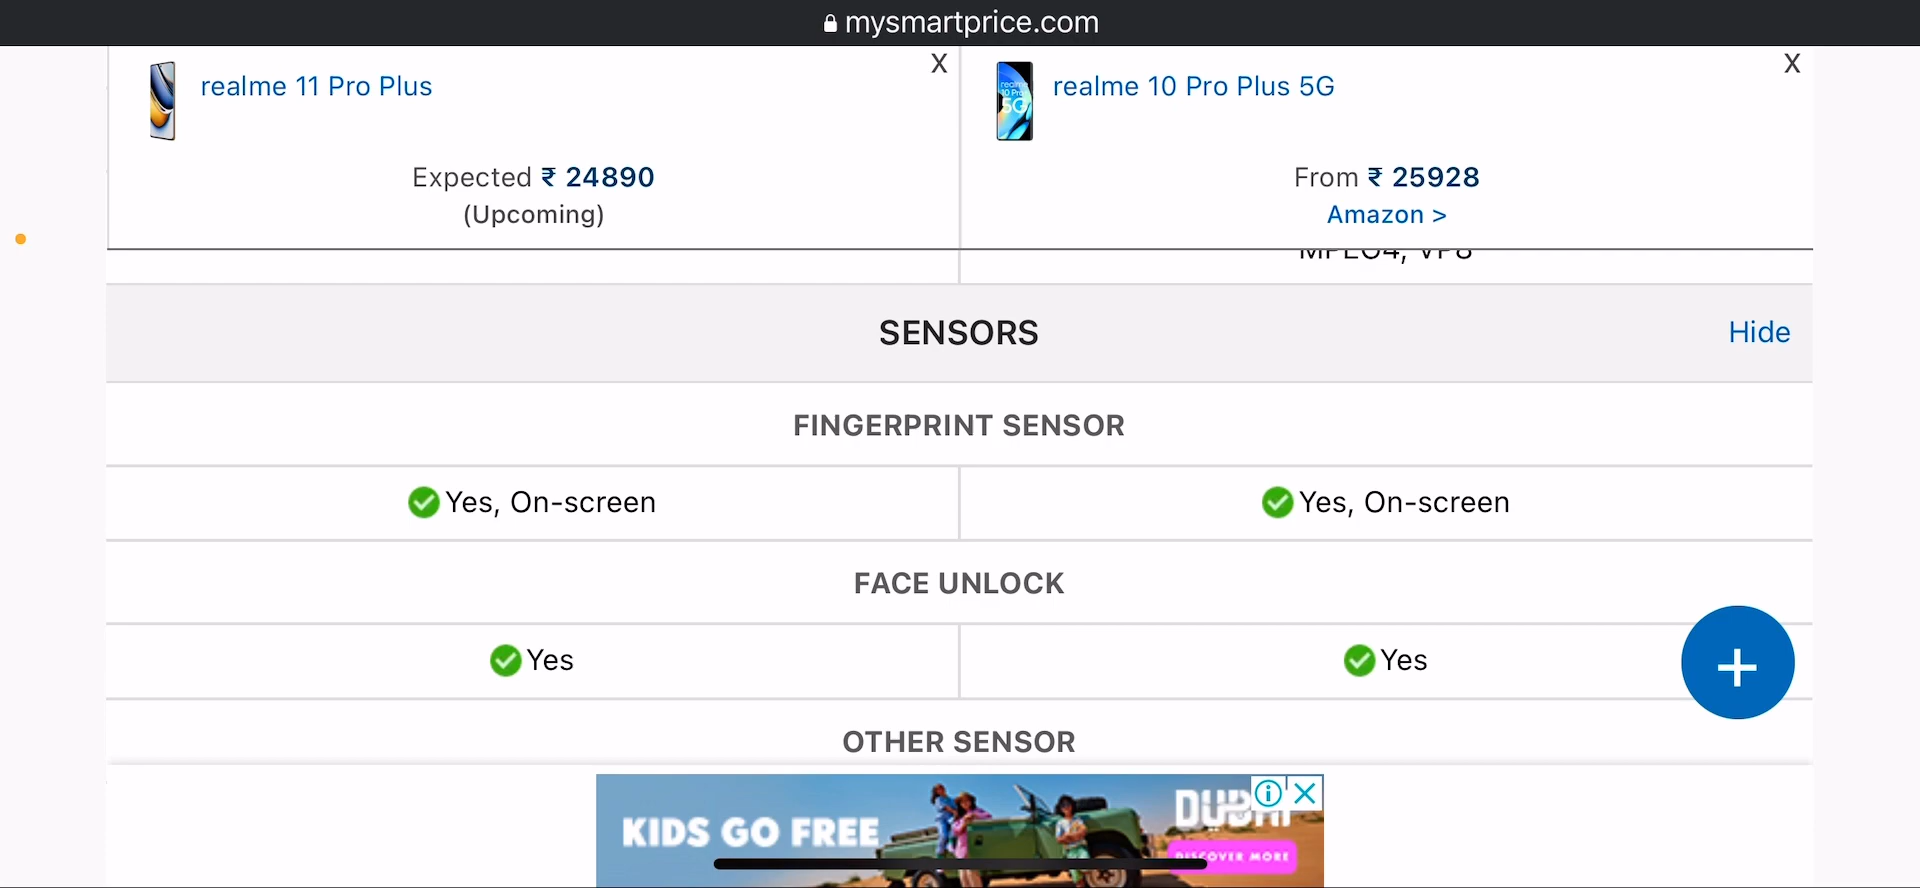 mysmartprice.com
realme 11 Pro Plus
X
Expected ₹ 24890
(Upcoming)
realme 10 Pro Plus 5G
X
From ₹ 25928
Amazon >
SENSORS
Hide
FINGERPRINT SENSOR
Yes, On-screen
Yes, On-screen
FACE UNLOCK
Yes
Yes
+
OTHER SENSOR
KIDS GO FREE
DUBAI
DISCOVER MORE